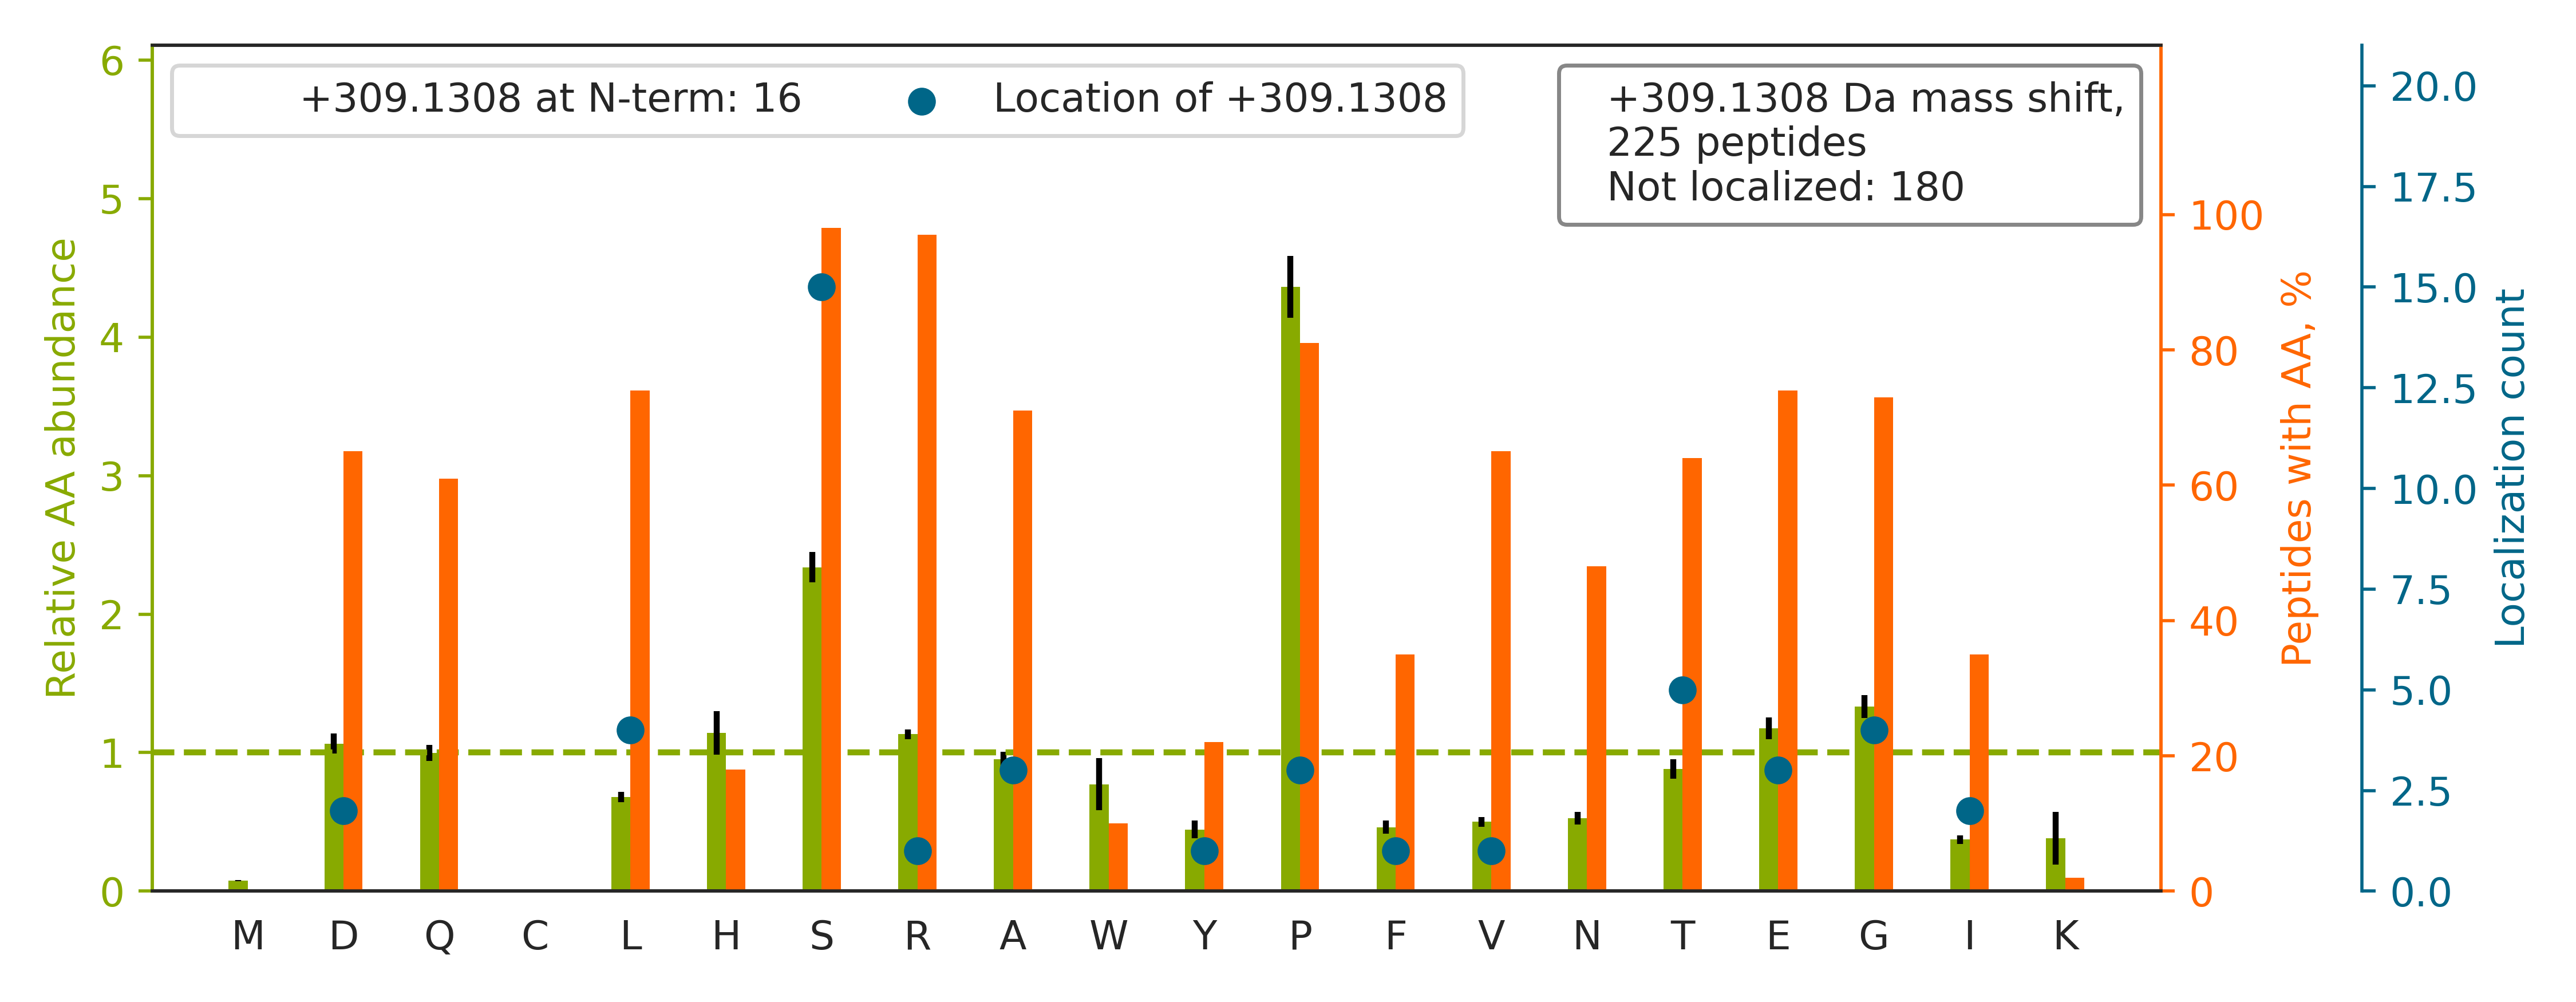 +309.1308 at N-term: 16
Location of +309.1308
+309.1308 Da mass shift,
225 peptides
Not localized: 180
Relative AA abundance
6
5
4
3
2
1
0
M D Q C L H S R A W Y P F V N T E G I K
100
80
60
40
20
0
Peptides with AA, %
20.0
17.5
15.0
12.5
10.0
7.5
5.0
2.5
0.0
Localization count